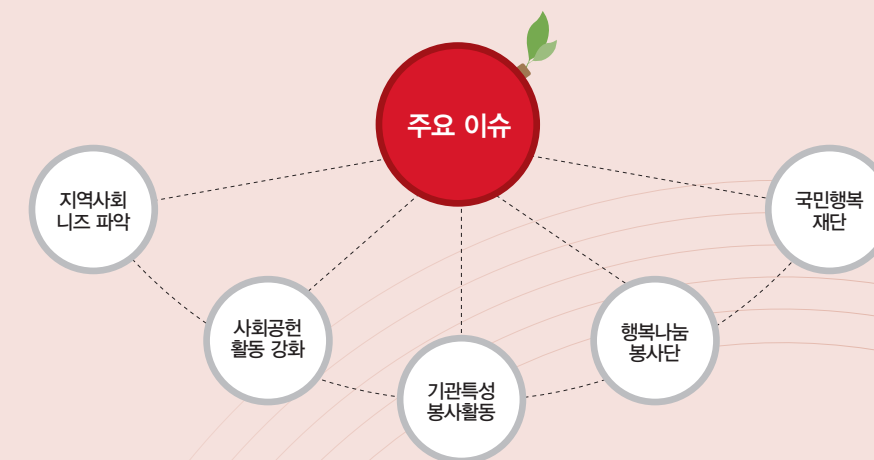 주요 이슈
지역사회
니즈 파악
사회공헌
활동 강화
기관특성
봉사활동
행복나눔
봉사단
국민행복
재단